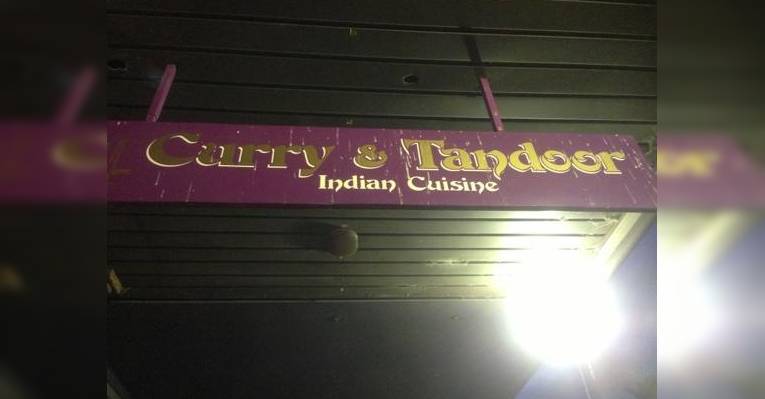 Curry & Tandoor
Indian Cuisine